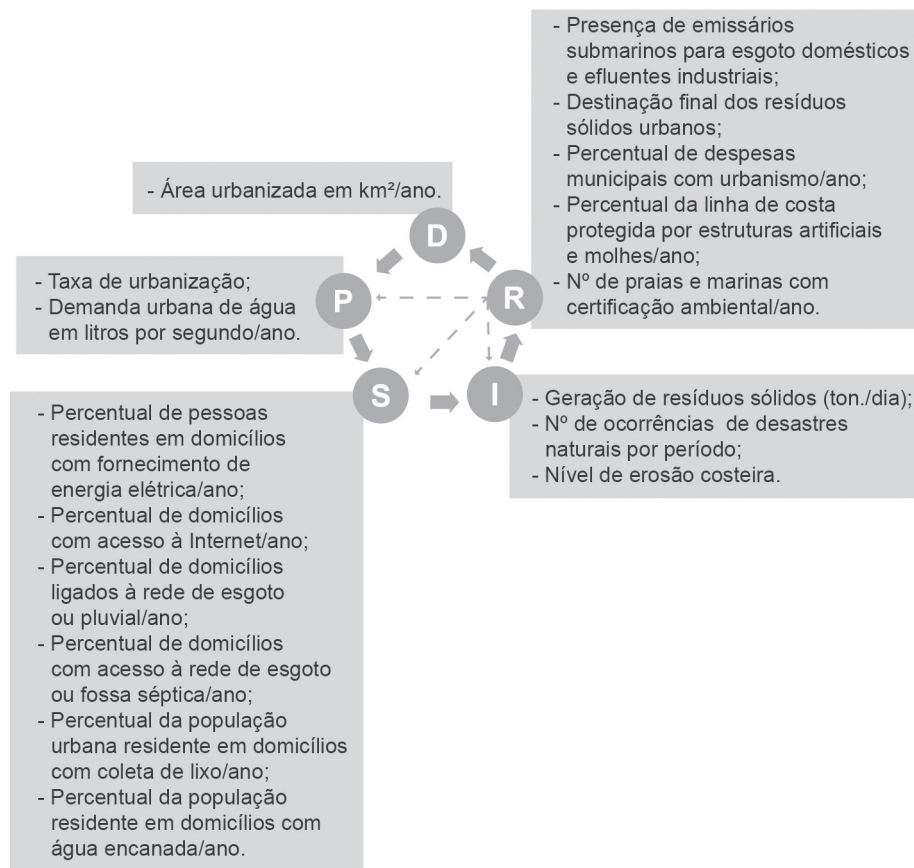 - Presença de emissários
submarinos para esgoto domésticos
e efluentes industriais;
- Destinação final dos resíduos
sólidos urbanos;
- Percentual de despesas
municipais com urbanismo/ano;
- Percentual da linha de costa
protegida por estruturas artificiais
e molhes/ano;
- Nº de praias e marinas com
certificação ambiental/ano.
- Área urbanizada em km²/ano.
D
- Taxa de urbanização;
- Demanda urbana de água
em litros por segundo/ano.
P
R
S
I
- Geração de resíduos sólidos (ton./dia);
- Nº de ocorrências de desastres
naturais por período;
- Nível de erosão costeira.
- Percentual de pessoas
residentes em domicílios
com fornecimento de
energia elétrica/ano;
- Percentual de domicílios
com acesso à Internet/ano;
- Percentual de domicílios
ligados à rede de esgoto
ou pluvial/ano;
- Percentual de domicílios
com acesso à rede de esgoto
ou fossa séptica/ano;
- Percentual da população
urbana residente em domicílios
com coleta de lixo/ano;
- Percentual da população
residente em domicílios com
água encanada/ano.